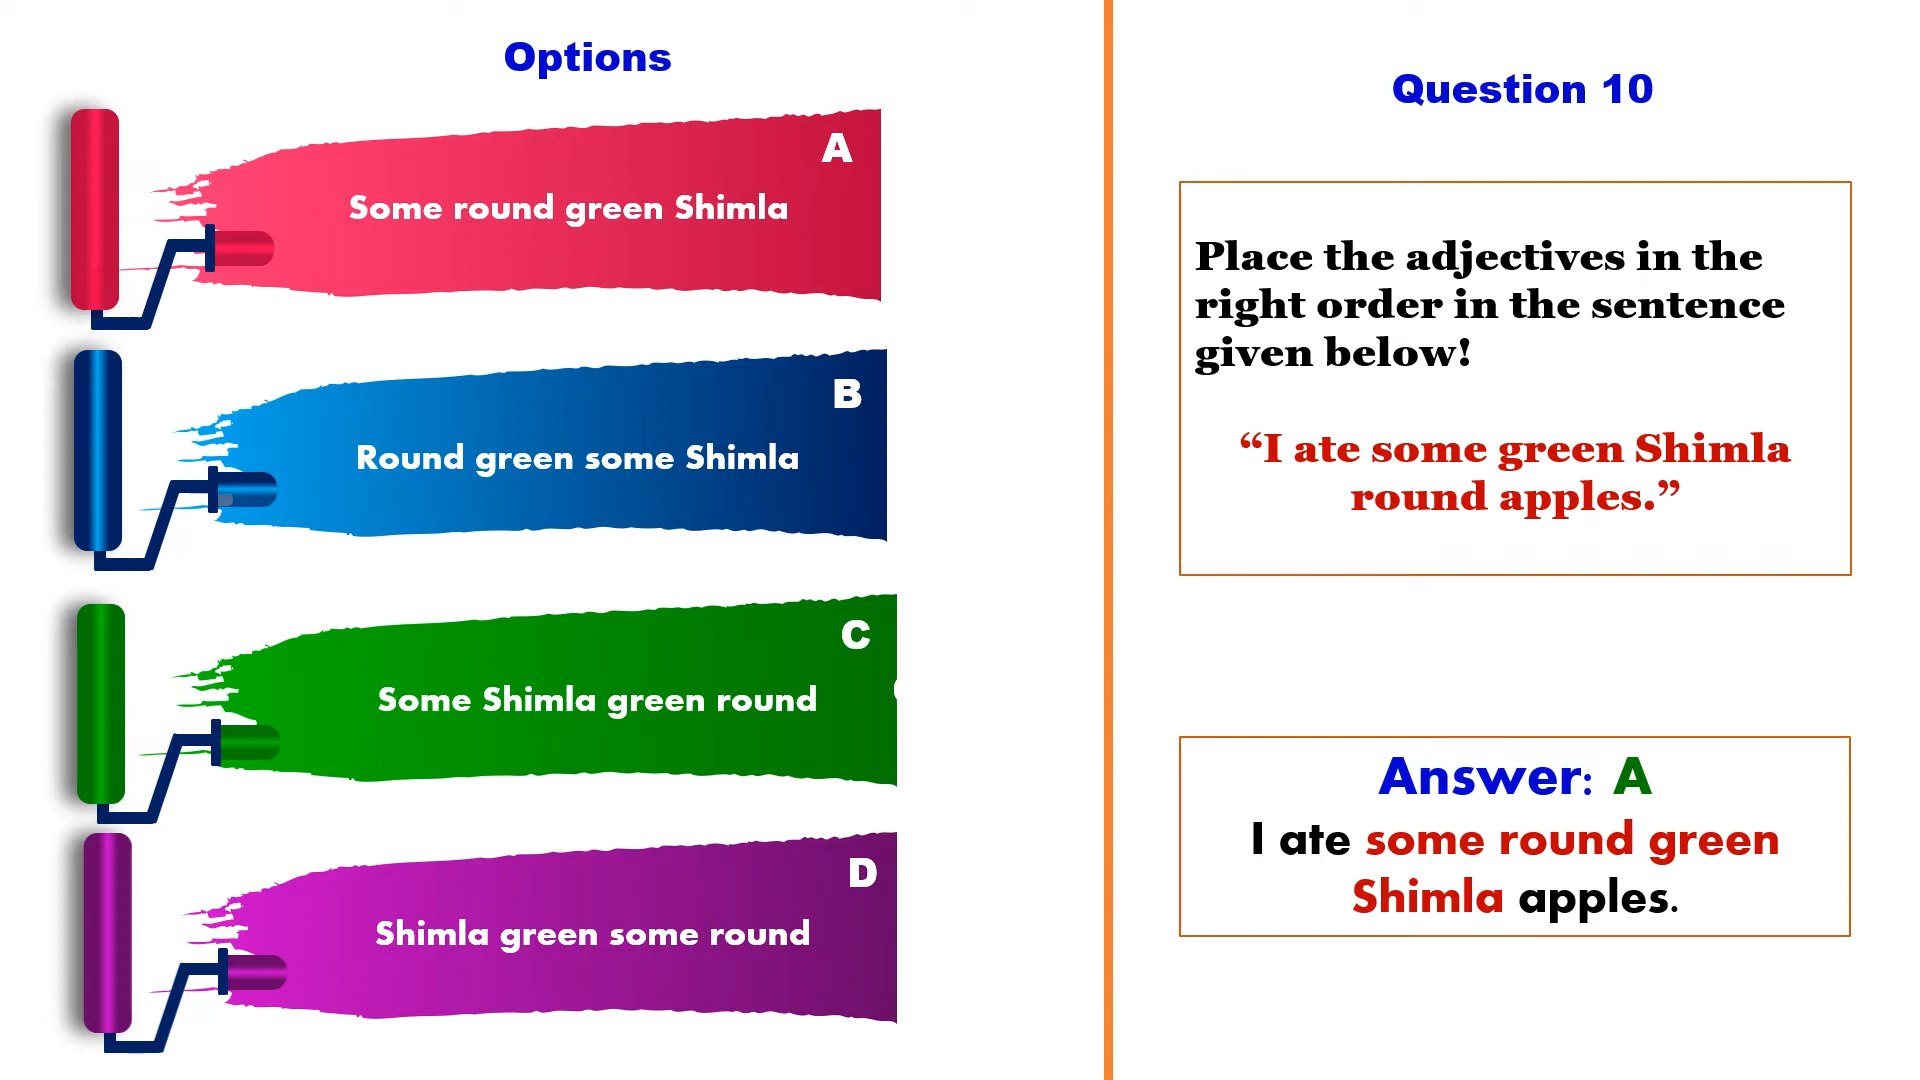 Options
A
Some round green Shimla
B
Round green some Shimla
C
Some Shimla green round
D
Shimla green some round
Question 10
Place the adjectives in the
right order in the sentence
given below!
“I ate some green Shimla
round apples.”
Answer: A
I ate some round green
Shimla apples.